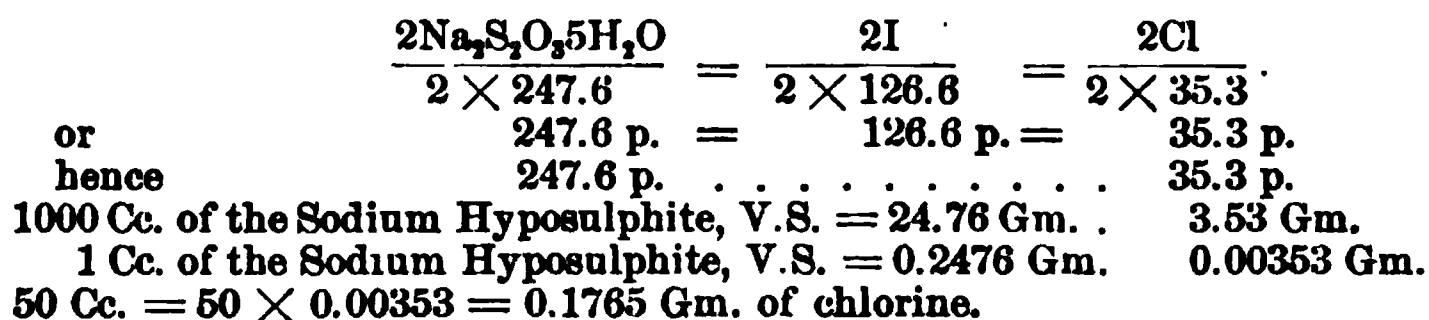 2Na₂S₂O₃5H₂O 2I 2Cl
2 × 247.6 = 2 × 126.6 = 2 × 35.3.
or 247.6 p. = 126.6 p. = 35.3 p.
hence 247.6 p. . . . . . . . . . . 35.3 p.
1000 Cc. of the Sodium Hyposulphite, V.S. = 24.76 Gm. . 3.53 Gm.
1 Cc. of the Sodium Hyposulphite, V.S. = 0.2476 Gm. 0.00353 Gm.
50 Cc. = 50 × 0.00353 = 0.1765 Gm. of chlorine.